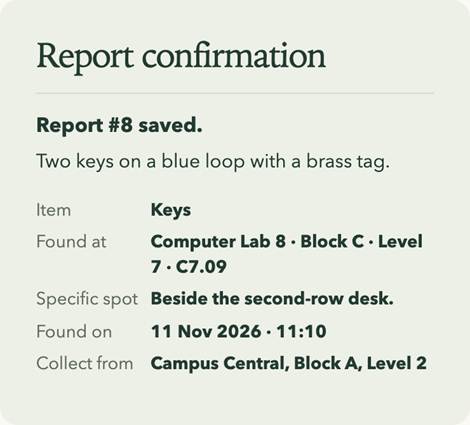 Report confirmation
Report #8 saved.
Two keys on a blue loop with a brass tag.
Item Keys
Found at Computer Lab 8 · Block C · Level
7 · C7.09
Specific spot Beside the second-row desk.
Found on 11 Nov 2026 · 11:10
Collect from Campus Central, Block A, Level 2